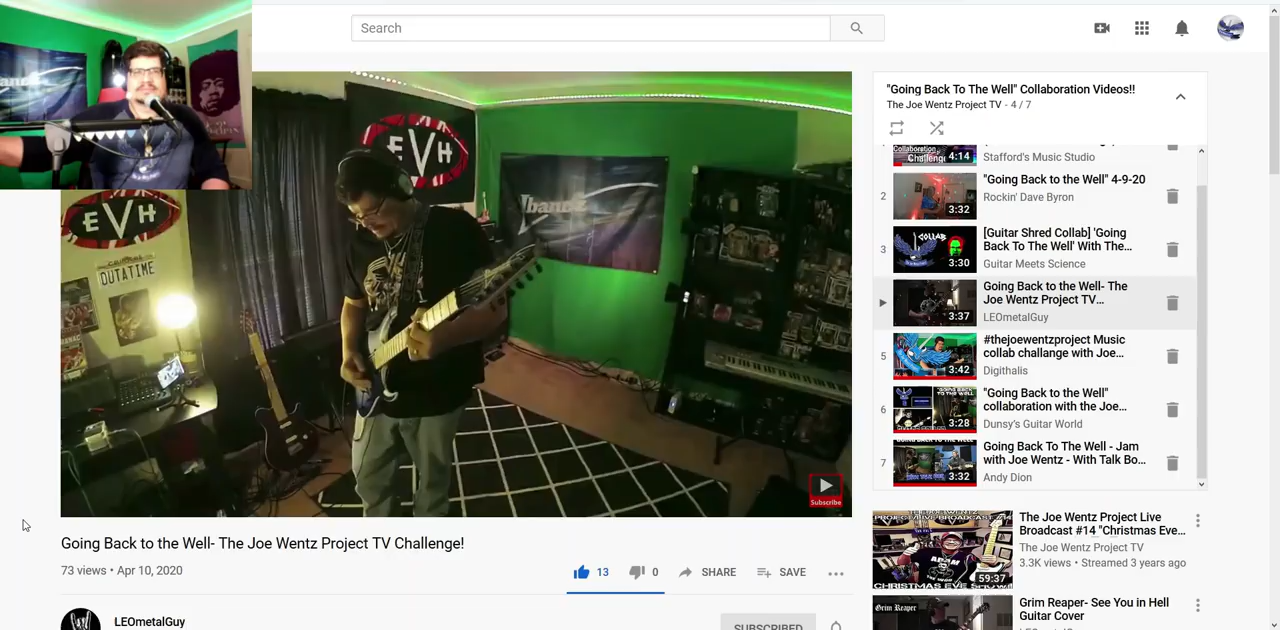 Search
"Going Back To The Well" Collaboration Videos!!
The Joe Wentz Project TV - 4 / 7
Collaboration
4:14
Stafford's Music Studio
2
3:32
"Going Back to the Well" 4-9-20
Rockin' Dave Byron
3
COLLAB
3:30
[Guitar Shred Collab] 'Going
Back To The Well' With The...
Guitar Meets Science
3:37
Going Back to the Well- The
Joe Wentz Project TV...
LEOmetalGuy
5
3:42
#thejoewentzproject Music
collab challange with Joe...
Digithalis
6
3:28
"Going Back to the Well"
collaboration with the Joe...
Dunsy's Guitar World
7
3:32
Going Back To The Well - Jam
with Joe Wentz - With Talk Bo...
Andy Dion
EVH
EVH
Ibanez
OUTATIME
Subscribe
Going Back to the Well- The Joe Wentz Project TV Challenge!
73 views • Apr 10, 2020
13
0
SHARE
SAVE
LEOmetalGuy
SUBSCRIBED
59:37
The Joe Wentz Project Live
Broadcast #14 "Christmas Eve...
The Joe Wentz Project TV
3.3K views • Streamed 3 years ago
Grim Reaper
Grim Reaper- See You in Hell
Guitar Cover